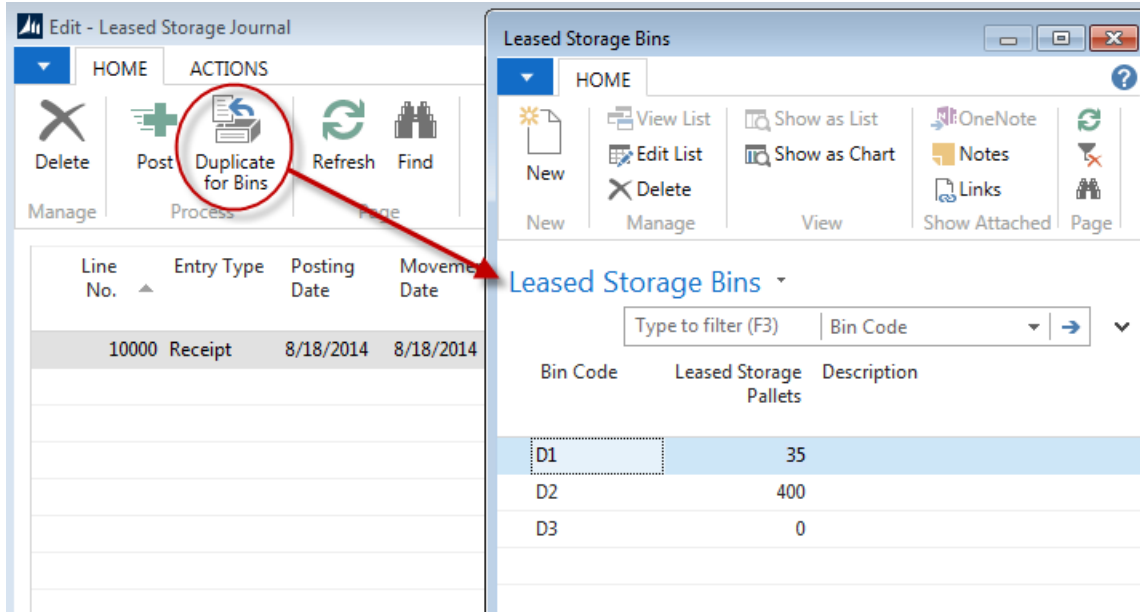 Edit - Leased Storage Journal
HOME ACTIONS
Delete
Post
Duplicate
for Bins
Refresh
Find
Manage
Process
Line
No.
Entry Type
Posting
Date
Date
10000 Receipt 8/18/2014 8/18/2014
Leased Storage Bins
HOME
New
View List
Edit List
Delete
Show as List
Show as Chart
OneNote
Notes
Links
New
Manage
View
Show Attached
Page
Leased Storage Bins
Type to filter (F3) Bin Code
Bin Code
Leased Storage
Pallets
Description
D1 35
D2 400
D3 0